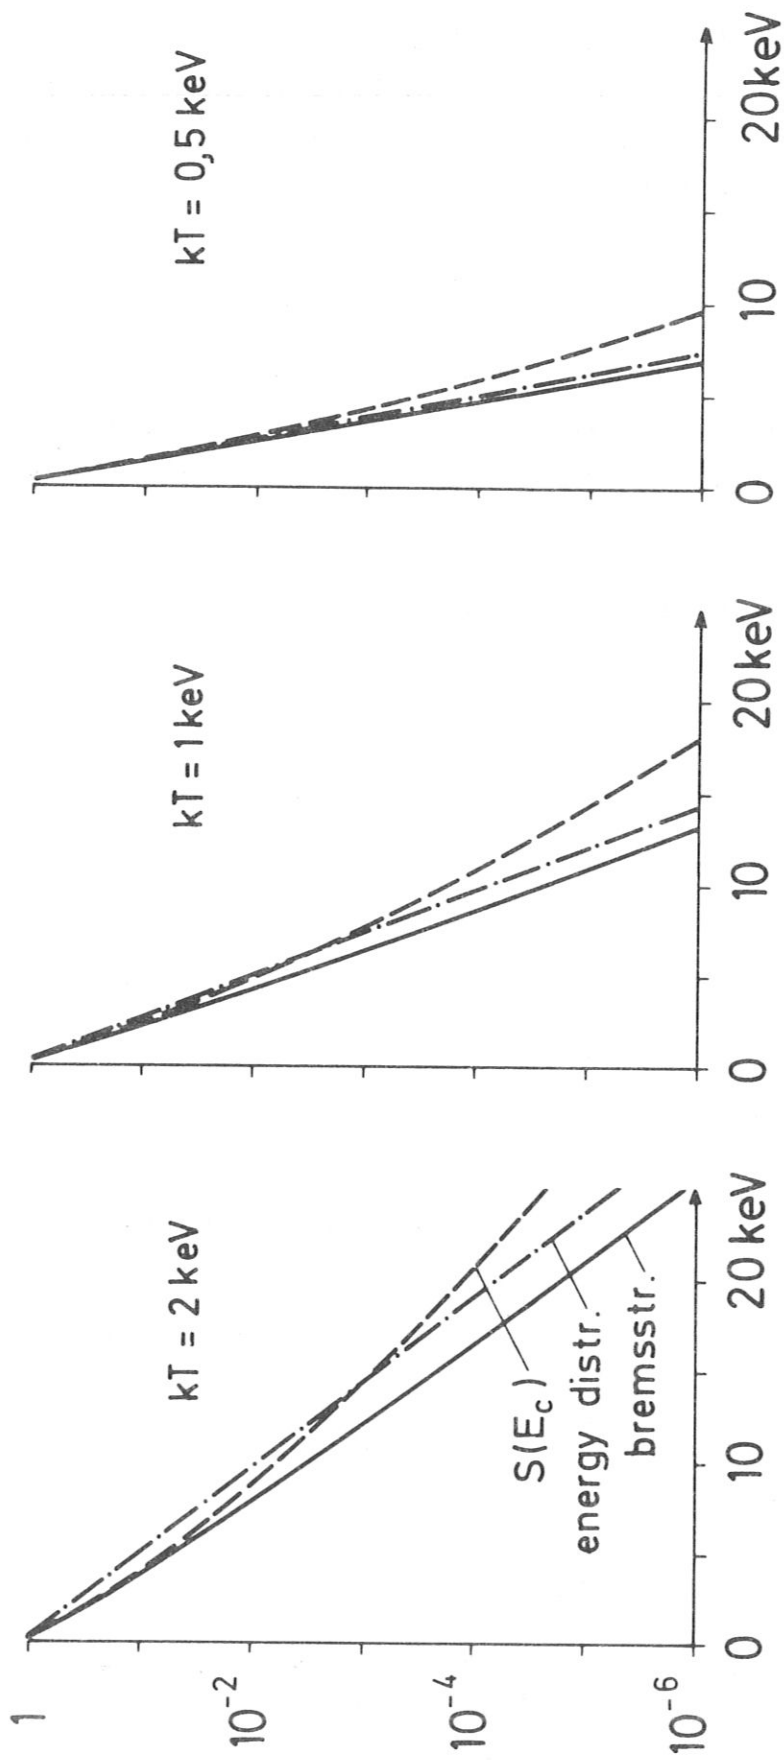 kT = 2 keV
1
10⁻²
10⁻⁴
10⁻⁶
S(E_c)
energy distr.
bremsstr.
0
10
20 keV
kT = 1 keV
0
10
20 keV
kT = 0,5 keV
0
10
20 keV